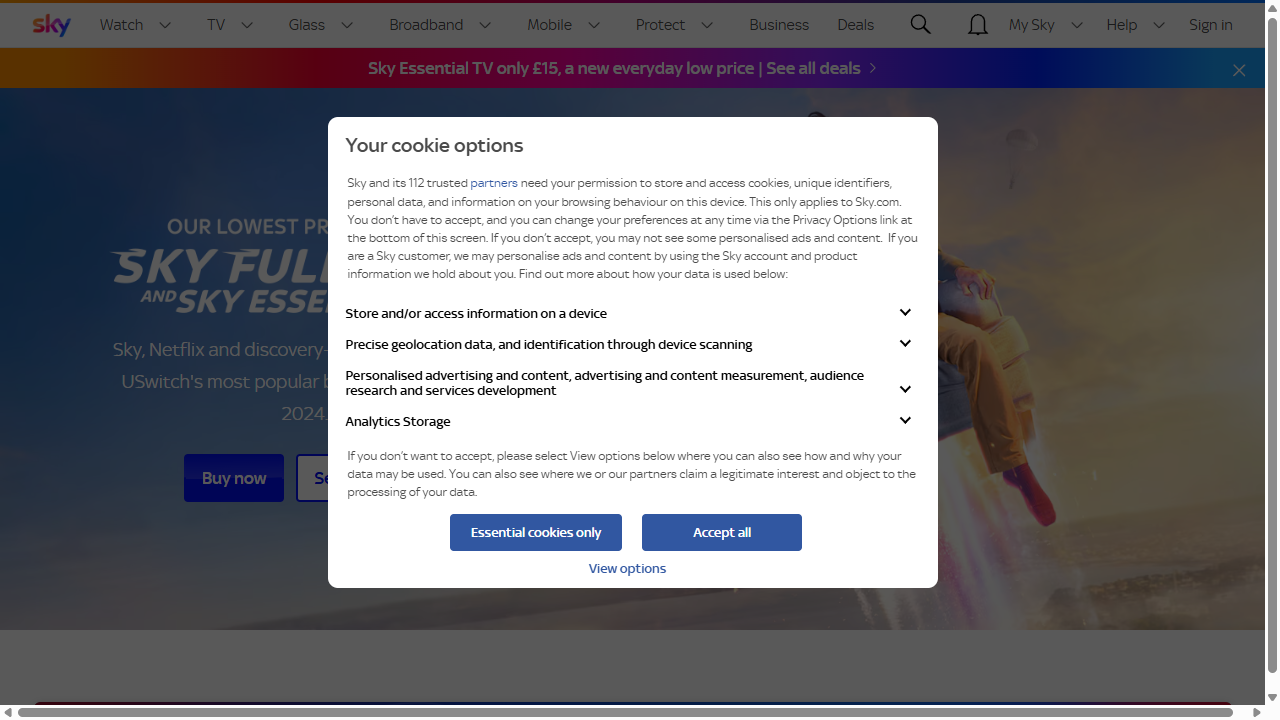 sky
Watch
TV
Glass
Broadband
Mobile
Protect
Business
Deals
My Sky
Help
Sign in
Sky Essential TV only £15, a new everyday low price | See all deals
OUR LOWEST PR
SKY FULL
AND SKY ESSE
Sky, Netflix and discovery+
USwitch's most popular b
2024.
Buy now
Se
Your cookie options
Sky and its 112 trusted partners need your permission to store and access cookies, unique identifiers,
personal data, and information on your browsing behaviour on this device. This only applies to Sky.com.
You don't have to accept, and you can change your preferences at any time via the Privacy Options link at
the bottom of this screen. If you don't accept, you may not see some personalised ads and content. If you
are a Sky customer, we may personalise ads and content by using the Sky account and product
information we hold about you. Find out more about how your data is used below:
Store and/or access information on a device
Precise geolocation data, and identification through device scanning
Personalised advertising and content, advertising and content measurement, audience
research and services development
Analytics Storage
If you don't want to accept, please select View options below where you can also see how and why your
data may be used. You can also see where we or our partners claim a legitimate interest and object to the
processing of your data.
Essential cookies only
Accept all
View options